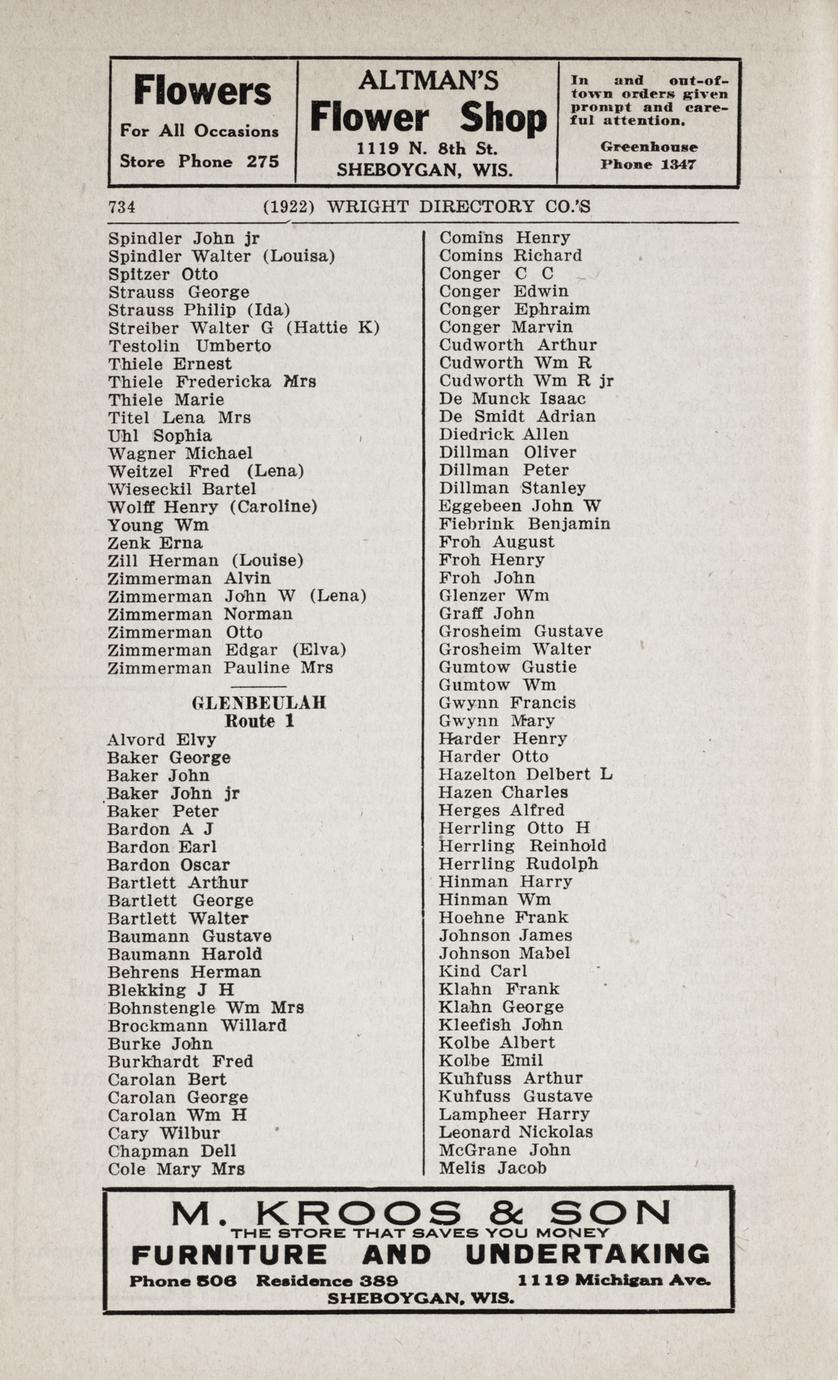 Flowers
For All Occasions
Store Phone 275
ALTMAN'S
Flower Shop
1119 N. 8th St.
SHEBOYGAN, WIS.
In and out-of-
town orders given
prompt and care-
ful attention.
Greenhouse
Phone 1347
734 (1922) WRIGHT DIRECTORY CO.'S
Spindler John jr
Spindler Walter (Louisa)
Spitzer Otto
Strauss George
Strauss Philip (Ida)
Streiber Walter G (Hattie K)
Testolin Umberto
Thiele Ernest
Thiele Fredericka Mrs
Thiele Marie
Titel Lena Mrs
Uhl Sophia
Wagner Michael
Weitzel Fred (Lena)
Wieseckil Bartel
Wolff Henry (Caroline)
Young Wm
Zenk Erna
Zill Herman (Louise)
Zimmerman Alvin
Zimmerman John W (Lena)
Zimmerman Norman
Zimmerman Otto
Zimmerman Edgar (Elva)
Zimmerman Pauline Mrs
GLENBEULAH
Route 1
Alvord Elvy
Baker George
Baker John
Baker John jr
Baker Peter
Bardon A J
Bardon Earl
Bardon Oscar
Bartlett Arthur
Bartlett George
Bartlett Walter
Baumann Gustave
Baumann Harold
Behrens Herman
Blekking J H
Bohnstengle Wm Mrs
Brockmann Willard
Burke John
Burkhardt Fred
Carolan Bert
Carolan George
Carolan Wm H
Cary Wilbur
Chapman Dell
Cole Mary Mrs
Comins Henry
Comins Richard
Conger C C
Conger Edwin
Conger Ephraim
Conger Marvin
Cudworth Arthur
Cudworth Wm R
Cudworth Wm R jr
De Munck Isaac
De Smidt Adrian
Diedrick Allen
Dillman Oliver
Dillman Peter
Dillman Stanley
Eggebeen John W
Fiebrink Benjamin
Froh August
Froh Henry
Froh John
Glenzer Wm
Graff John
Grosheim Gustave
Grosheim Walter
Gumtow Gustie
Gumtow Wm
Gwynn Francis
Gwynn Mary
Harder Henry
Harder Otto
Hazelton Delbert L
Hazen Charles
Herges Alfred
Herrling Otto H
Herrling Reinhold
Herrling Rudolph
Hinman Harry
Hinman Wm
Hoehne Frank
Johnson James
Johnson Mabel
Kind Carl
Klahn Frank
Klahn George
Kleefish John
Kolbe Albert
Kolbe Emil
Kuhfuss Arthur
Kuhfuss Gustave
Lampheer Harry
Leonard Nickolas
McGrane John
Melis Jacob
M. KROOS & SON
THE STORE THAT SAVES YOU MONEY
FURNITURE AND UNDERTAKING
Phone 506 Residence 389 1119 Michigan Ave.
SHEBOYGAN, WIS.